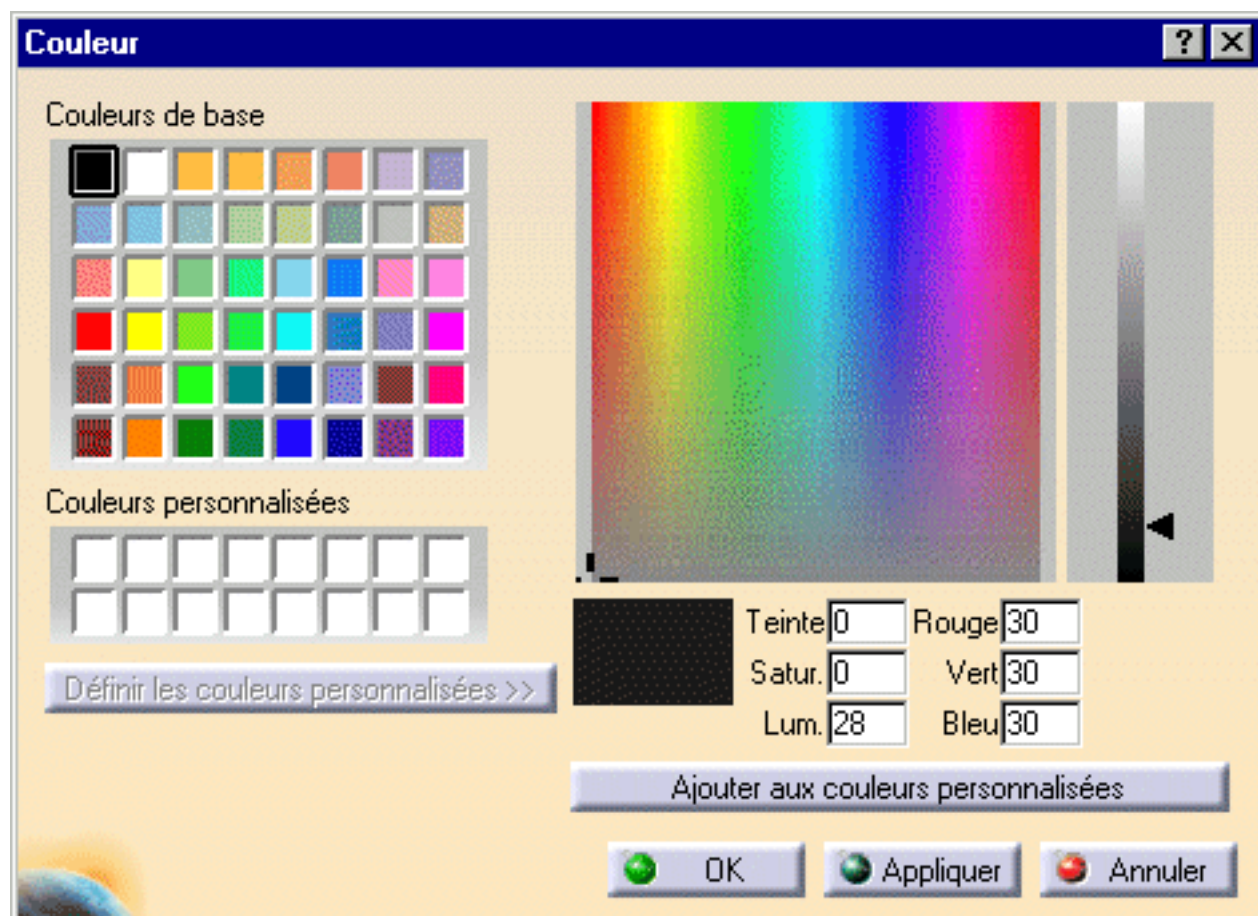 Couleur
Couleurs de base
Couleurs personnalisées
Définir les couleurs personnalisées >>
Teinte 0 Rouge 30
Satur. 0 Vert 30
Lum. 28 Bleu 30
Ajouter aux couleurs personnalisées
OK Appliquer Annuler